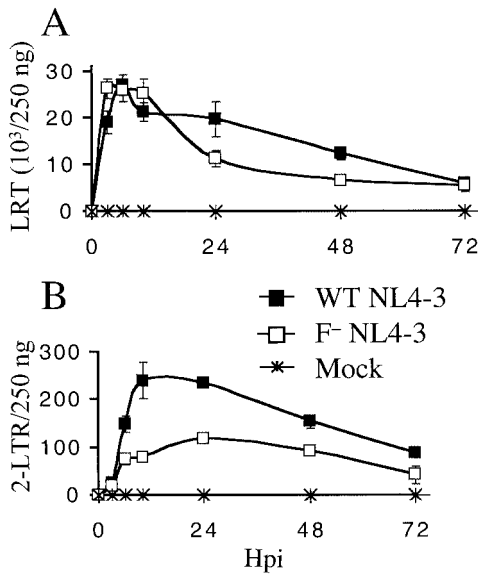 A
LRT (10³/250 ng)
30
20
10
0
0 24 48 72
B
WT NL4-3
F⁻ NL4-3
Mock
2-LTR/250 ng
300
200
100
0
0 24 48 72
Hpi